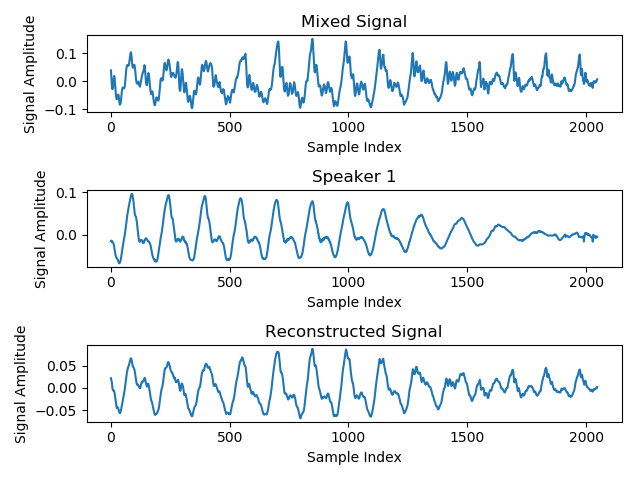 Mixed Signal
Signal Amplitude
0.1
0.0
−0.1
0 500 1000 1500 2000
Sample Index
Speaker 1
Signal Amplitude
0.1
0.0
0 500 1000 1500 2000
Sample Index
Reconstructed Signal
Signal Amplitude
0.05
0.00
−0.05
0 500 1000 1500 2000
Sample Index